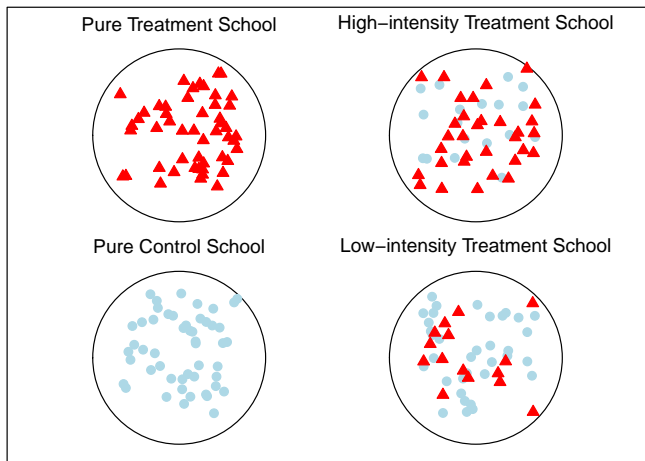 Pure Treatment School
High−intensity Treatment School
Pure Control School
Low−intensity Treatment School